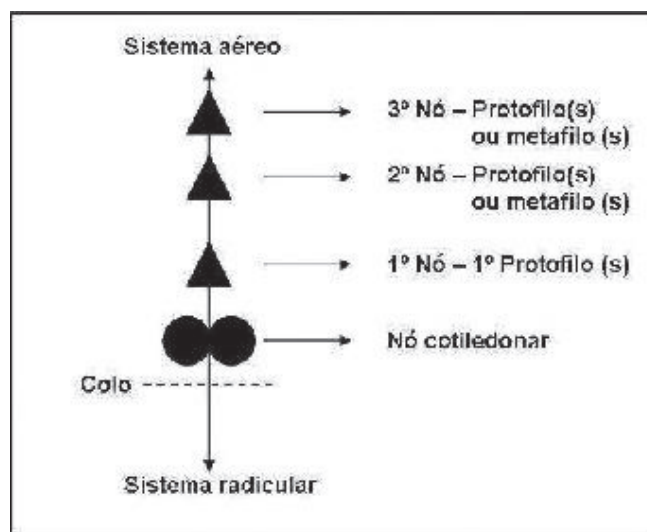 Sistema aéreo
3º Nó – Protofilo(s)
ou metafilo (s)
2º Nó – Protofilo(s)
ou metafilo (s)
1º Nó – 1º Protofilo (s)
Nó cotiledonar
Colo
Sistema radicular